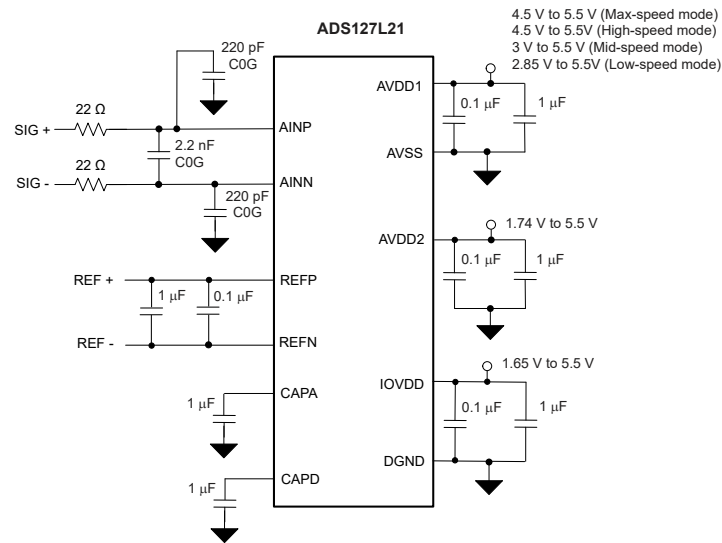 ADS127L21
4.5 V to 5.5 V (Max-speed mode)
4.5 V to 5.5V (High-speed mode)
3 V to 5.5 V (Mid-speed mode)
2.85 V to 5.5V (Low-speed mode)
220 pF
C0G
22 Ω
SIG +
2.2 nF
C0G
22 Ω
SIG -
220 pF
C0G
AINP
AINN
REF +
1 μF
0.1 μF
REF -
REFP
REFN
1 μF
CAPA
1 μF
CAPD
AVDD1
0.1 μF
1 μF
AVSS
1.74 V to 5.5 V
AVDD2
0.1 μF
1 μF
1.65 V to 5.5 V
IOVDD
0.1 μF
1 μF
DGND